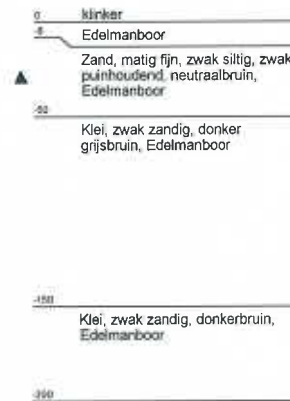 0
klinker
-8
Edelmanboor
Zand, matig fijn, zwak siltig, zwak
puinhoudend, neutraalbruin,
Edelmanboor
-50
Klei, zwak zandig, donker
grijsbruin, Edelmanboor
-150
Klei, zwak zandig, donkerbruin,
Edelmanboor
-200